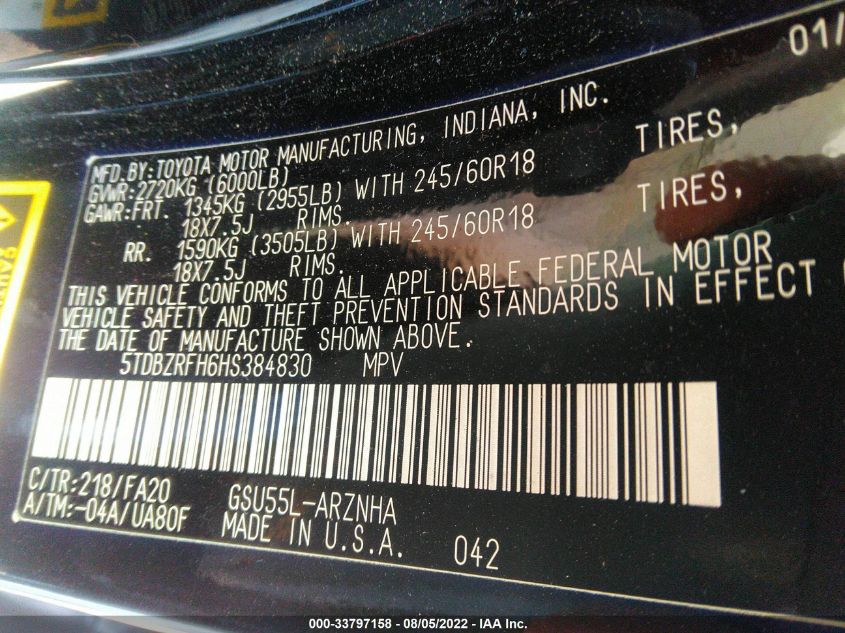 01/
MFD.BY:TOYOTA MOTOR MANUFACTURING, INDIANA, INC.
GVWR:2720KG (6000LB)
GAWR:FRT. 1345KG (2955LB) WITH 245/60R18 TIRES,
18X7.5J RIMS.
RR. 1590KG (3505LB) WITH 245/60R18 TIRES,
18X7.5J RIMS.
THIS VEHICLE CONFORMS TO ALL APPLICABLE FEDERAL MOTOR
VEHICLE SAFETY AND THEFT PREVENTION STANDARDS IN EFFECT
THE DATE OF MANUFACTURE SHOWN ABOVE.
5TDBZRFH6HS384830 MPV
C/TR:218/FA20
A/TM:-04A/UA80F
GSU55L-ARZNHA
MADE IN U.S.A. 042
000-33797158 - 08/05/2022 - IAA Inc.